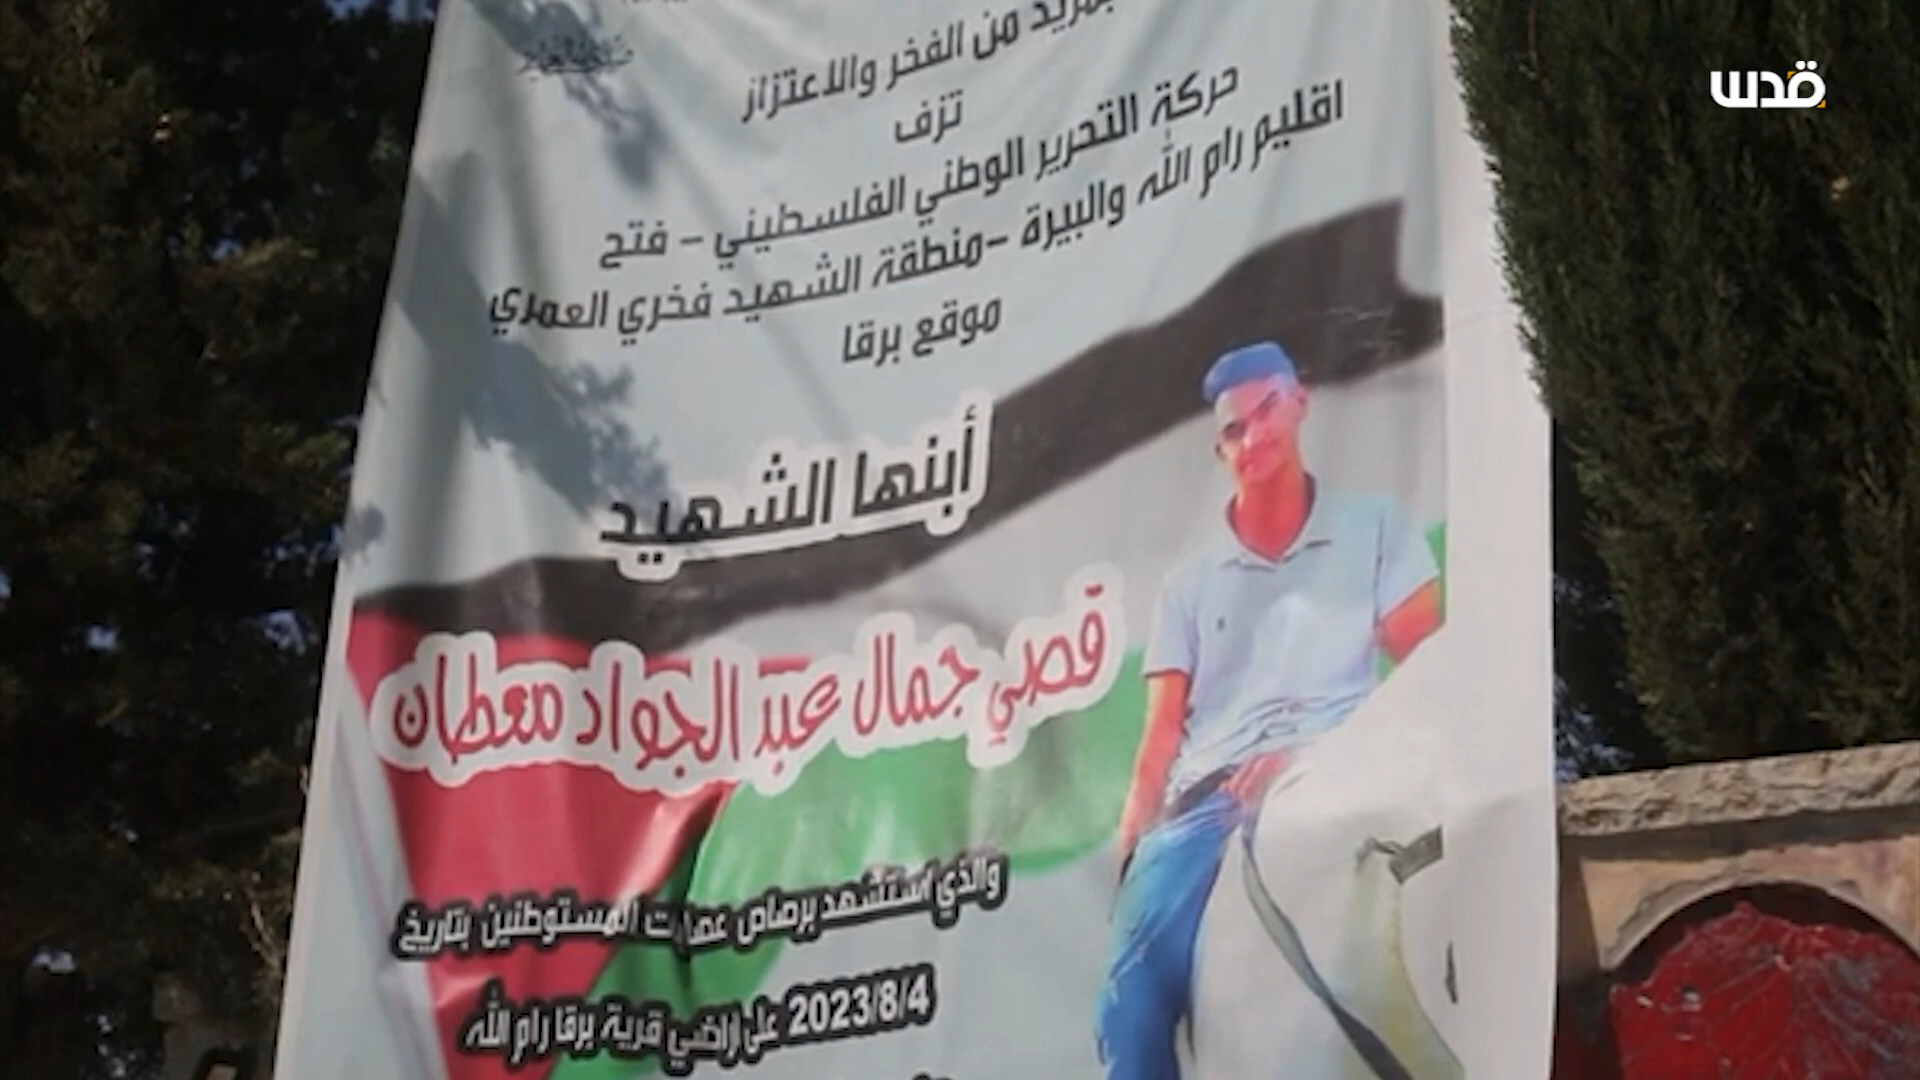 قدس
بمزيد من الفخر والاعتزاز
تزف
حركة التحرير الوطني الفلسطيني – فتح
اقليم رام الله والبيرة –منطقة الشهيد فخري العمري
موقع برقا
أبنها الشهيد
قصي جمال عبد الجواد معطان
والذي استشهد برصاص عصابات المستوطنين بتاريخ
2023/8/4 على اراضي قرية برقا رام الله